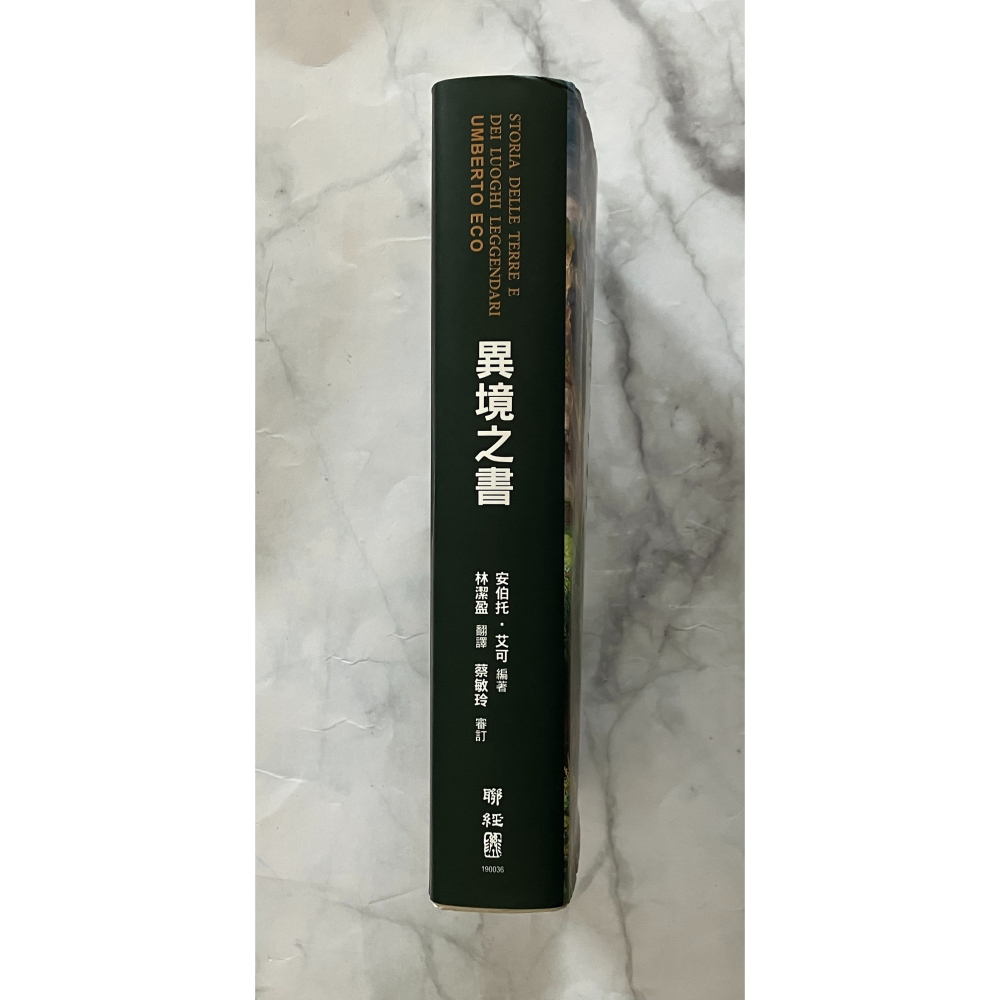 STORIA DELLE TERRE E
DEI LUOGHI LEGGENDARI
UMBERTO ECO
異境之書
安伯托・艾可 編著
林潔盈 翻譯 蔡敏玲 審訂
聯經
190036